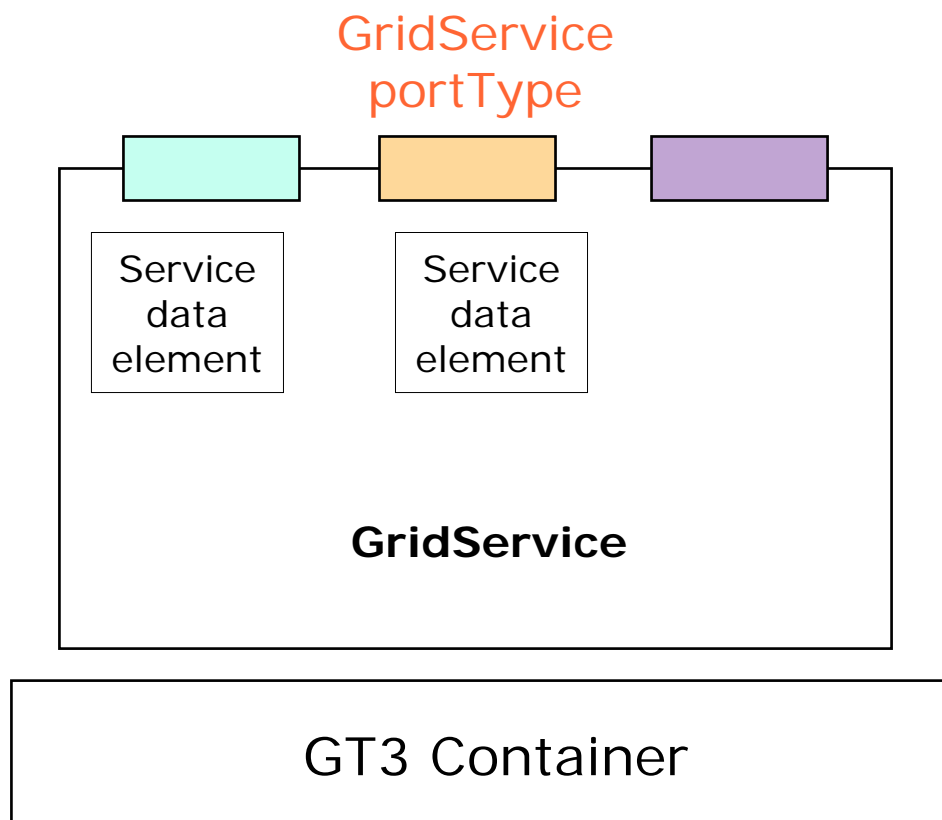 GridService
portType
Service
data
element
Service
data
element
GridService
GT3 Container